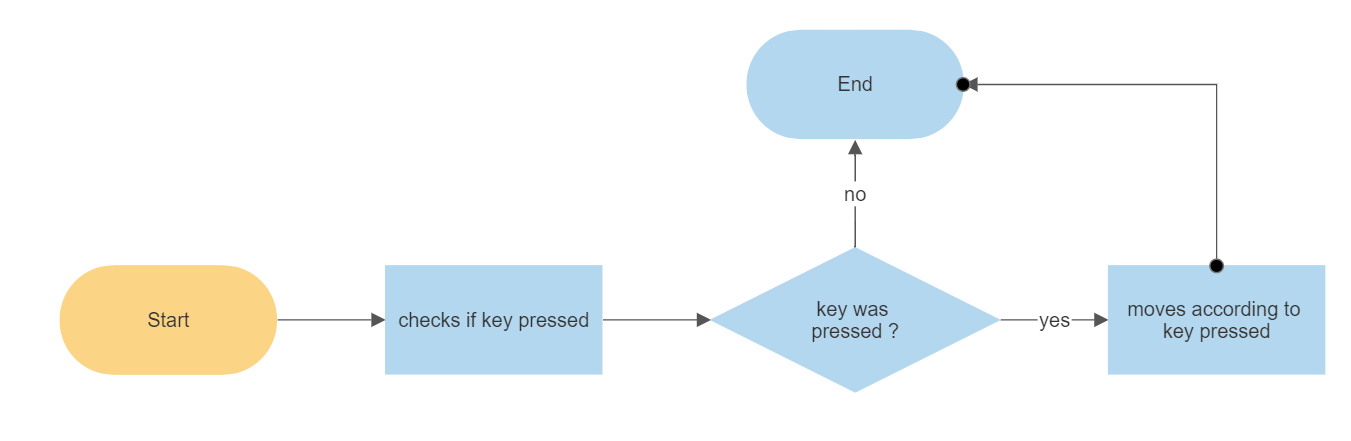 End
no
Start
checks if key pressed
key was
pressed ?
yes
moves according to
key pressed